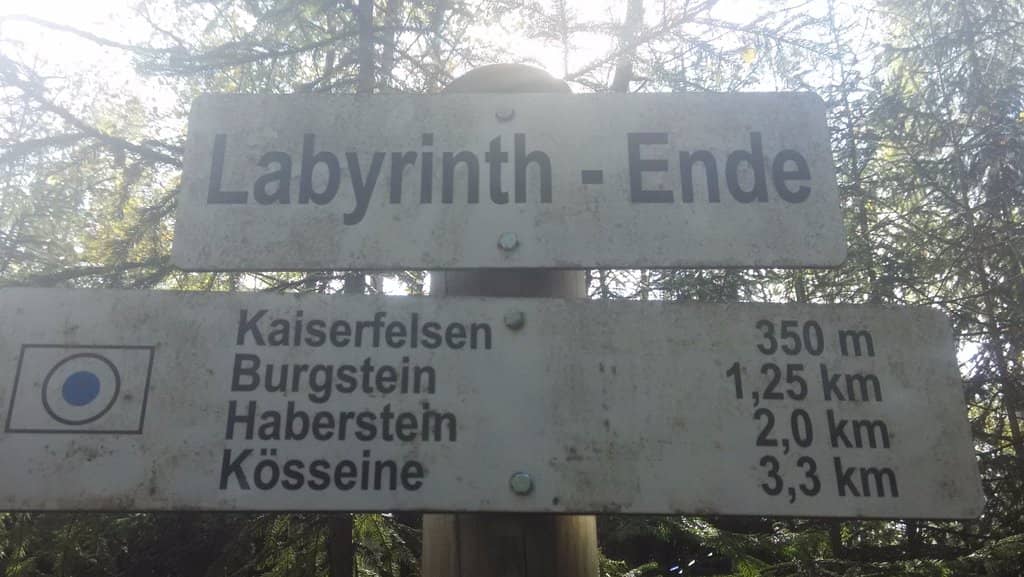 Labyrinth - Ende
Kaiserfelsen 350 m
Burgstein 1,25 km
Haberstein 2,0 km
Kösseine 3,3 km